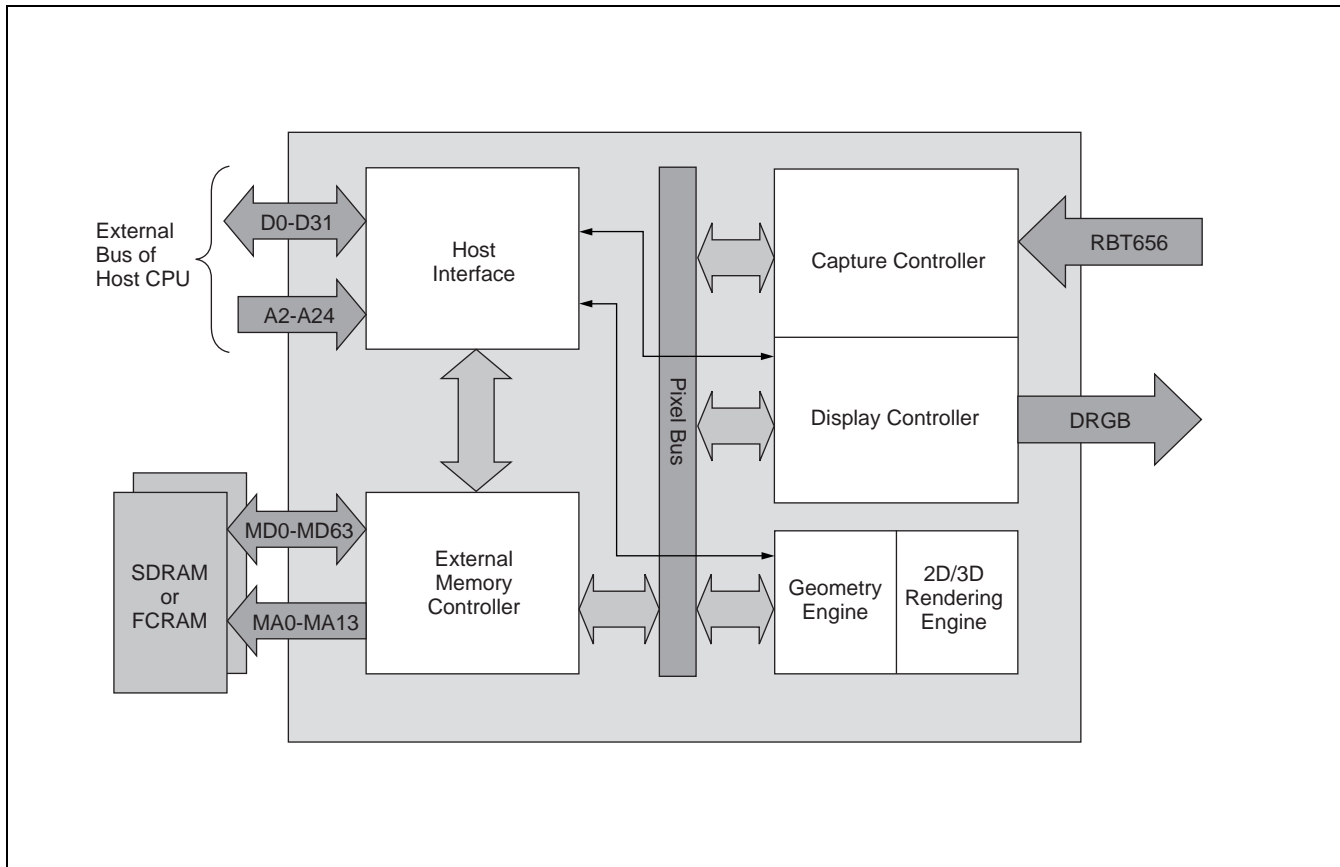 External
Bus of
Host CPU
D0-D31
A2-A24
Host
Interface
Capture Controller
RBT656
Pixel Bus
Display Controller
DRGB
SDRAM
or
FCRAM
MD0-MD63
MA0-MA13
External
Memory
Controller
Geometry
Engine
2D/3D
Rendering
Engine